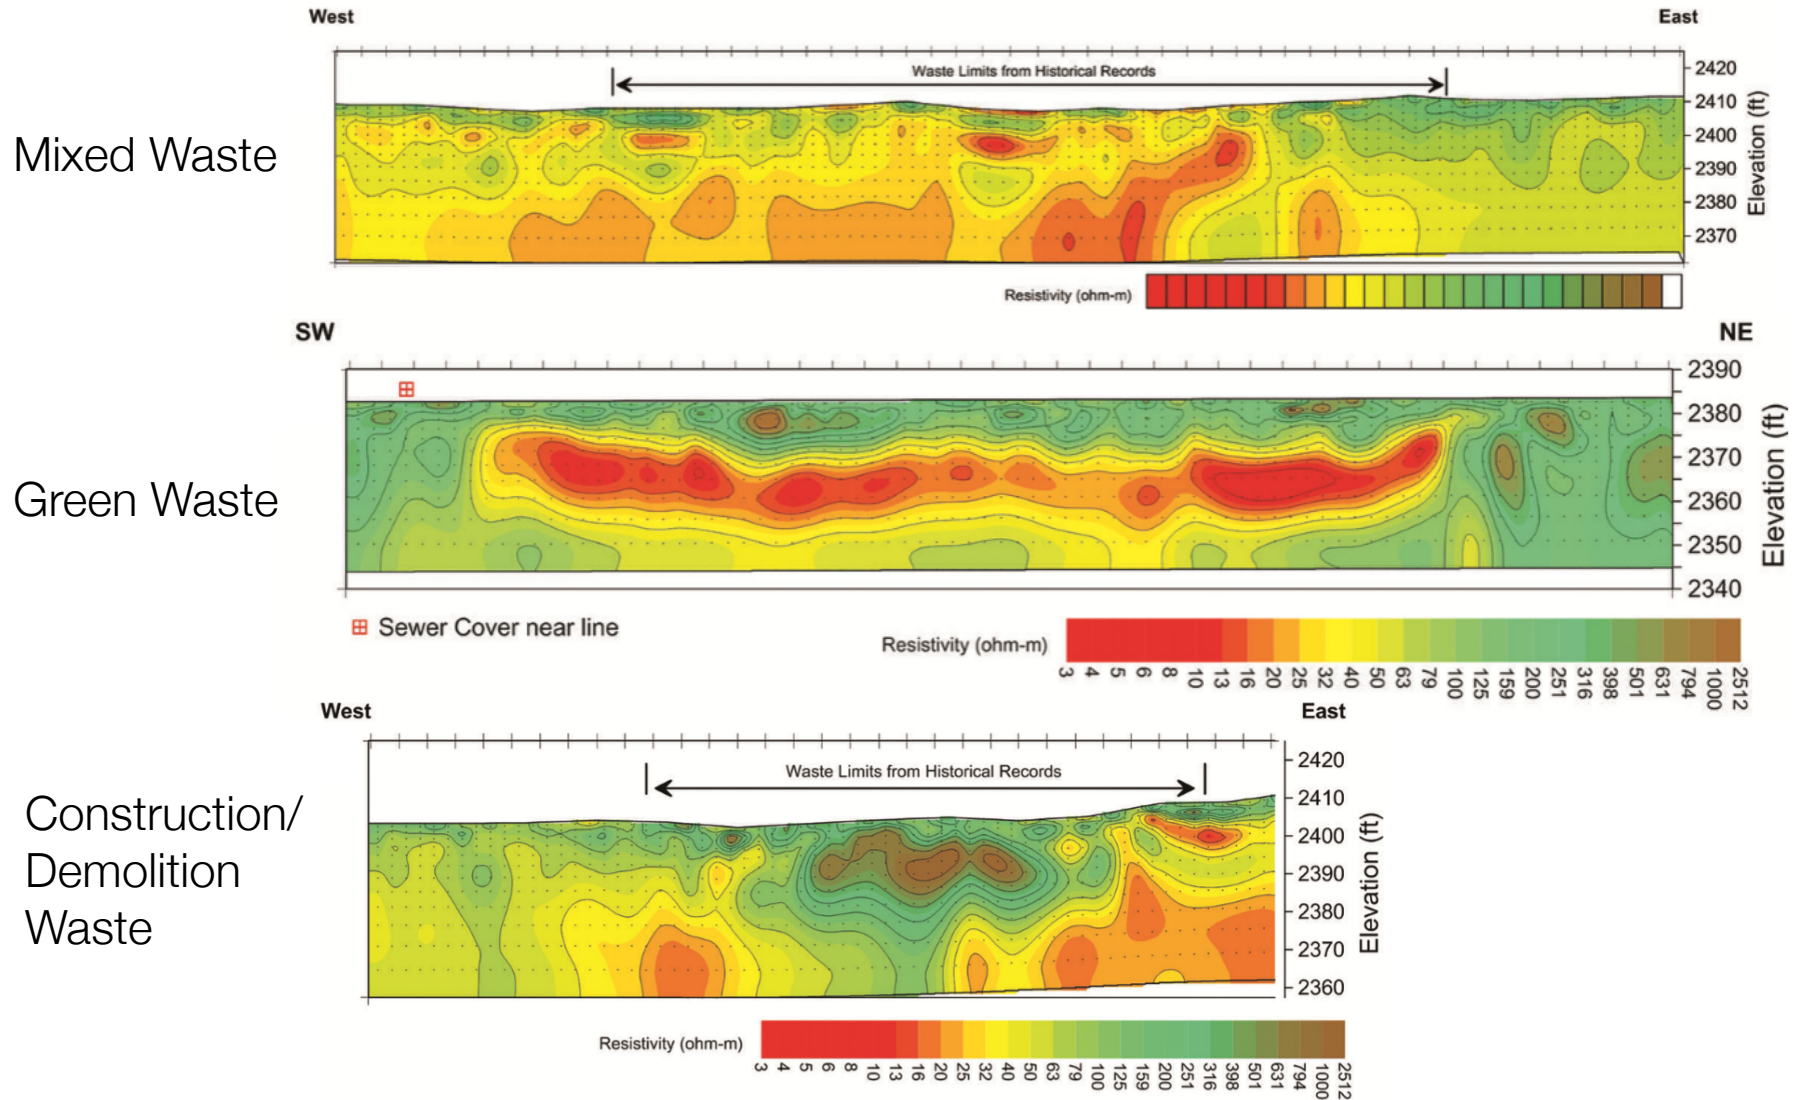 West
East
Waste Limits from Historical Records
Mixed Waste
2420
2410
2400
2390
2380
2370
Elevation (ft)
Resistivity (ohm-m)
SW
NE
Green Waste
2390
2380
2370
2360
2350
2340
Elevation (ft)
Sewer Cover near line
Resistivity (ohm-m)
3 4 5 6 8 10 13 16 20 25 32 40 50 63 79 100 125 159 200 251 316 398 501 631 794 1000 2512
West
East
Waste Limits from Historical Records
Construction/
Demolition
Waste
2420
2410
2400
2390
2380
2370
2360
Elevation (ft)
Resistivity (ohm-m)
3 4 5 6 8 10 13 16 20 25 32 40 50 63 79 100 125 159 200 251 316 398 501 631 794 1000 2512